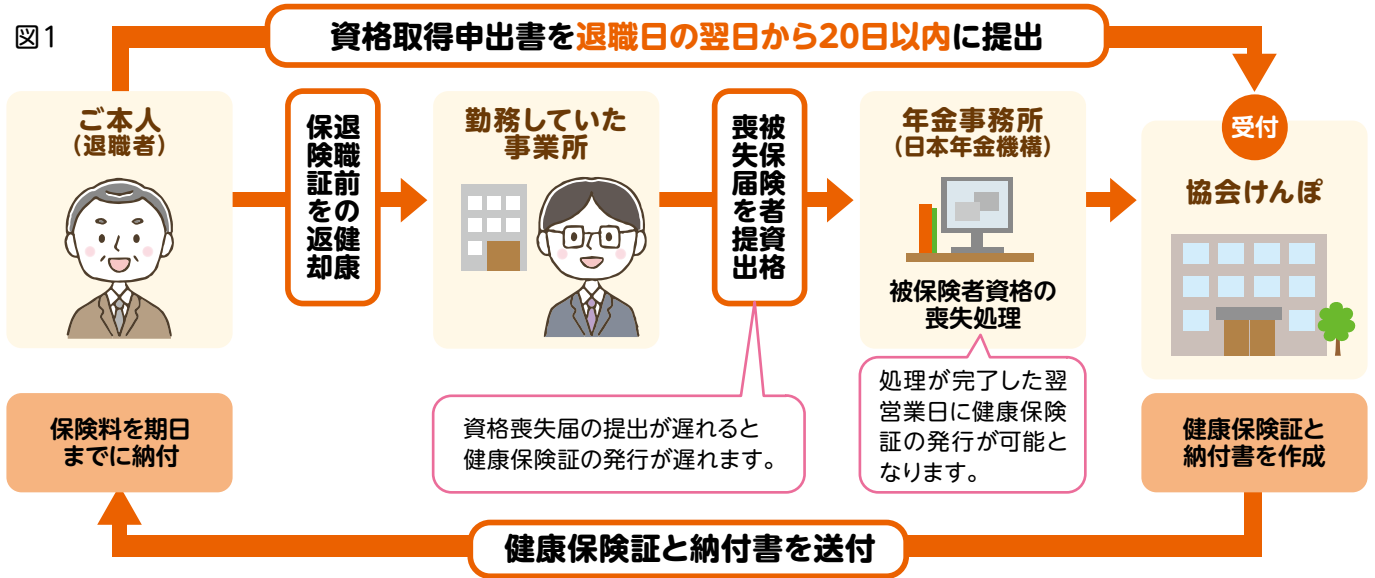 図1
資格取得申出書を退職日の翌日から20日以内に提出
ご本人
（退職者）
退職前の健康
保険証を返却
勤務していた
事業所
被保険者資格
喪失届を提出
年金事務所
（日本年金機構）
被保険者資格の
喪失処理
受付
協会けんぽ
資格喪失届の提出が遅れると
健康保険証の発行が遅れます。
処理が完了した翌
営業日に健康保険
証の発行が可能と
なります。
健康保険証と
納付書を作成
健康保険証と納付書を送付
保険料を期日
までに納付